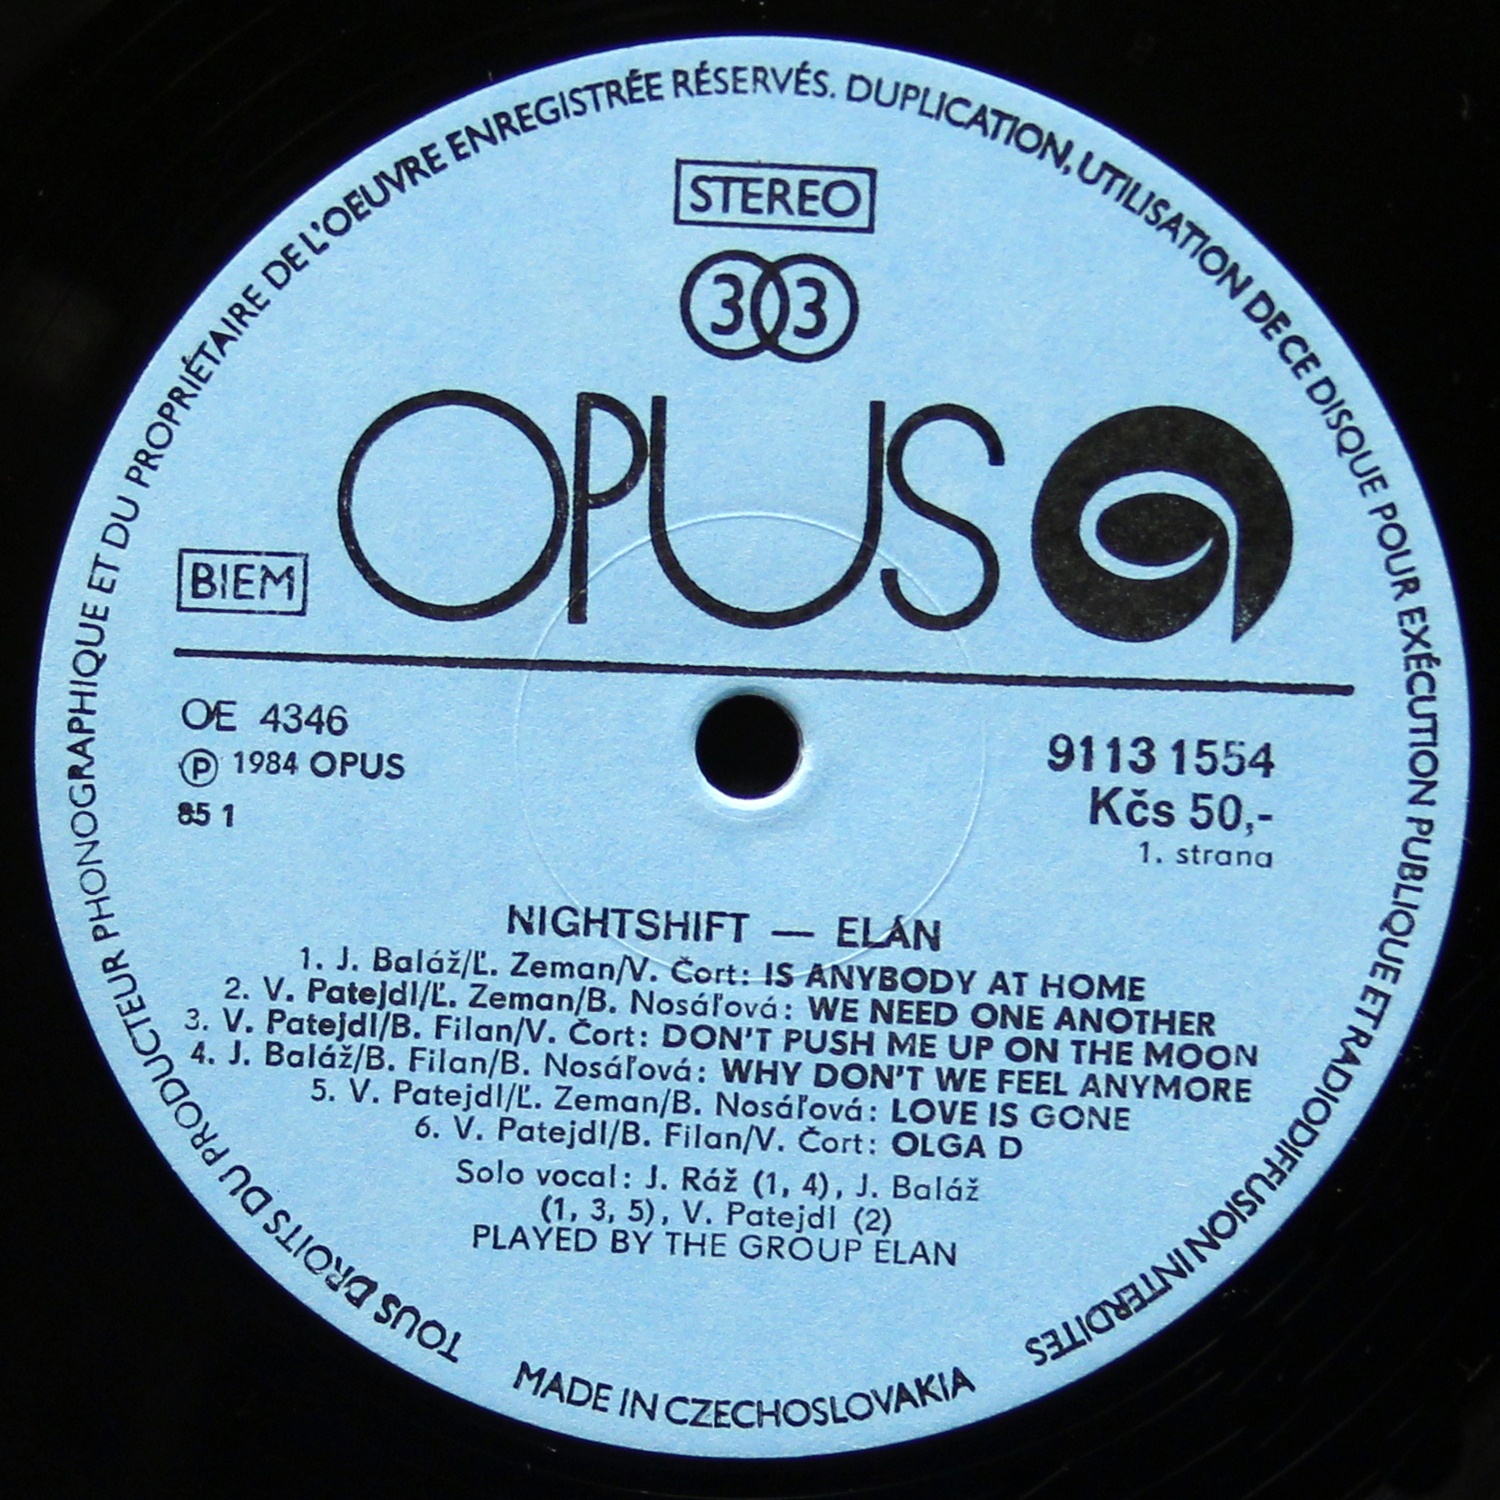 TOUS DROITS DU PRODUCTEUR PHONOGRAPHIQUE ET DU PROPRIÉTAIRE DE L'OEUVRE ENREGISTRÉE RÉSERVÉS. DUPLICATION, UTILISATION DE CE DISQUE POUR EXÉCUTION PUBLIQUE ET RADIODIFFUSION INTERDITES
STEREO
33
OPUS
BIEM
OE 4346
Ⓟ 1984 OPUS
85 1
9113 1554
Kčs 50,-
1. strana
NIGHTSHIFT — ELÁN
1. J. Baláž/Ľ. Zeman/V. Čort: IS ANYBODY AT HOME
2. V. Patejdl/Ľ. Zeman/B. Nosáľová: WE NEED ONE ANOTHER
3. V. Patejdl/B. Filan/V. Čort: DON'T PUSH ME UP ON THE MOON
4. J. Baláž/B. Filan/B. Nosáľová: WHY DON'T WE FEEL ANYMORE
5. V. Patejdl/Ľ. Zeman/B. Nosáľová: LOVE IS GONE
6. V. Patejdl/B. Filan/V. Čort: OLGA D
Solo vocal: J. Ráž (1, 4), J. Baláž
(1, 3, 5), V. Patejdl (2)
PLAYED BY THE GROUP ELAN
MADE IN CZECHOSLOVAKIA